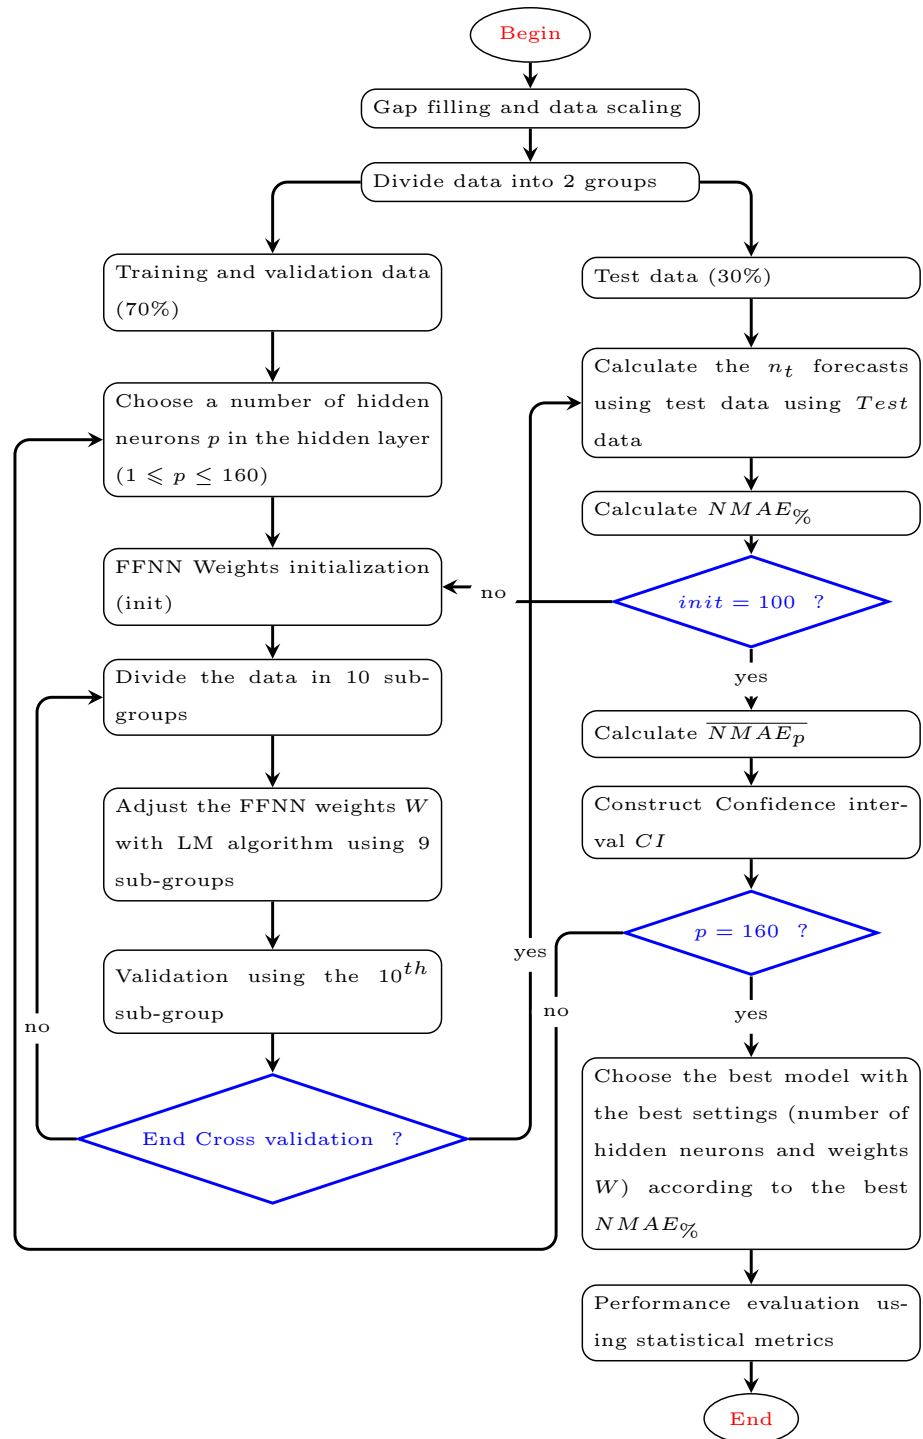 Begin
Gap filling and data scaling
Divide data into 2 groups
Training and validation data
(70%)
Choose a number of hidden
neurons p in the hidden layer
(1 ⩽ p ≤ 160)
FFNN Weights initialization
(init)
Divide the data in 10 sub-
groups
Adjust the FFNN weights W
with LM algorithm using 9
sub-groups
Validation using the 10^th
sub-group
End Cross validation ?
no
yes
Test data (30%)
Calculate the n_t forecasts
using test data using Test
data
Calculate NMAE_%
init = 100 ?
no
yes
Calculate \overline{NMAE_p}
Construct Confidence inter-
val CI
p = 160 ?
no
yes
Choose the best model with
the best settings (number of
hidden neurons and weights
W) according to the best
NMAE_%
Performance evaluation us-
ing statistical metrics
End